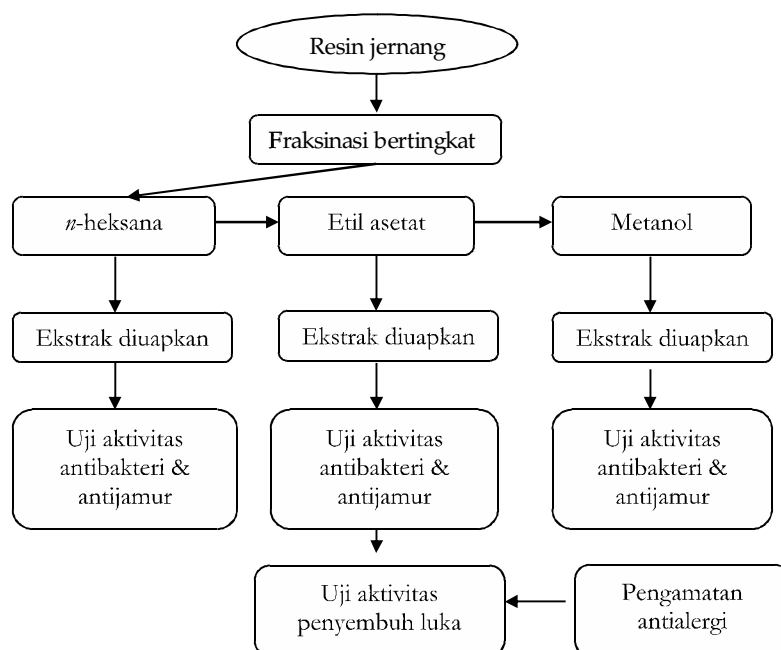 Resin jernang
Fraksinasi bertingkat
n-heksana
Etil asetat
Metanol
Ekstrak diuapkan
Ekstrak diuapkan
Ekstrak diuapkan
Uji aktivitas
antibakteri &
antijamur
Uji aktivitas
antibakteri &
antijamur
Uji aktivitas
antibakteri &
antijamur
Uji aktivitas
penyembuh luka
Pengamatan
antialergi